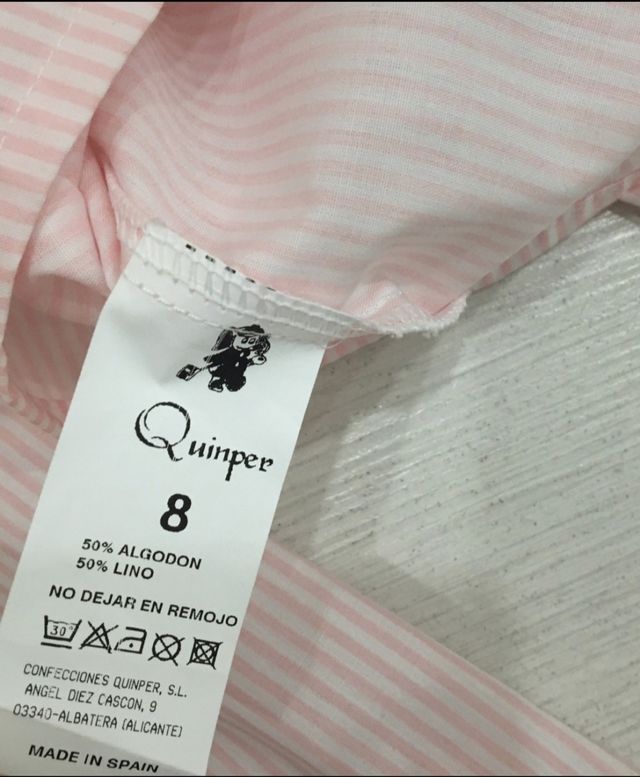 Quinper
8
50% ALGODON
50% LINO
NO DEJAR EN REMOJO
30°
CONFECCIONES QUINPER, S.L.
ANGEL DIEZ CASCON, 9
03340-ALBATERA (ALICANTE)
MADE IN SPAIN